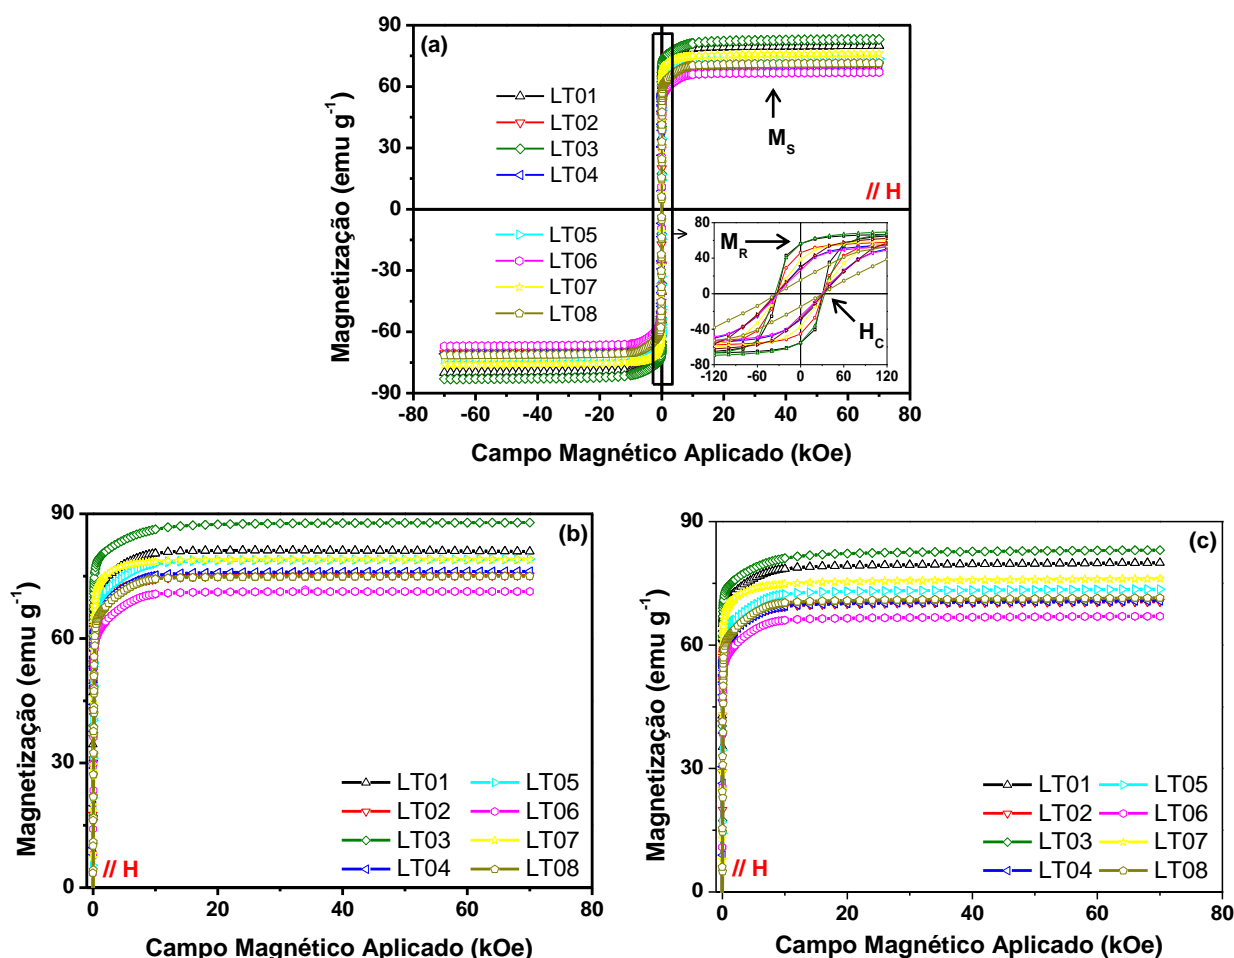 (a)
90
60
30
0
-30
-60
-90
Magnetização (emu g-1)
LT01
LT02
LT03
LT04
MS
// H
LT05
LT06
LT07
LT08
MR
HC
80
40
0
-40
-80
-120 -60 0 60 120
-80 -60 -40 -20 0 20 40 60 80
Campo Magnético Aplicado (kOe)
(b)
90
60
30
0
Magnetização (emu g-1)
LT01 LT05
LT02 LT06
LT03 LT07
LT04 LT08
// H
0 20 40 60 80
Campo Magnético Aplicado (kOe)
(c)
90
60
30
0
Magnetização (emu g-1)
LT01 LT05
LT02 LT06
LT03 LT07
LT04 LT08
// H
0 20 40 60 80
Campo Magnético Aplicado (kOe)